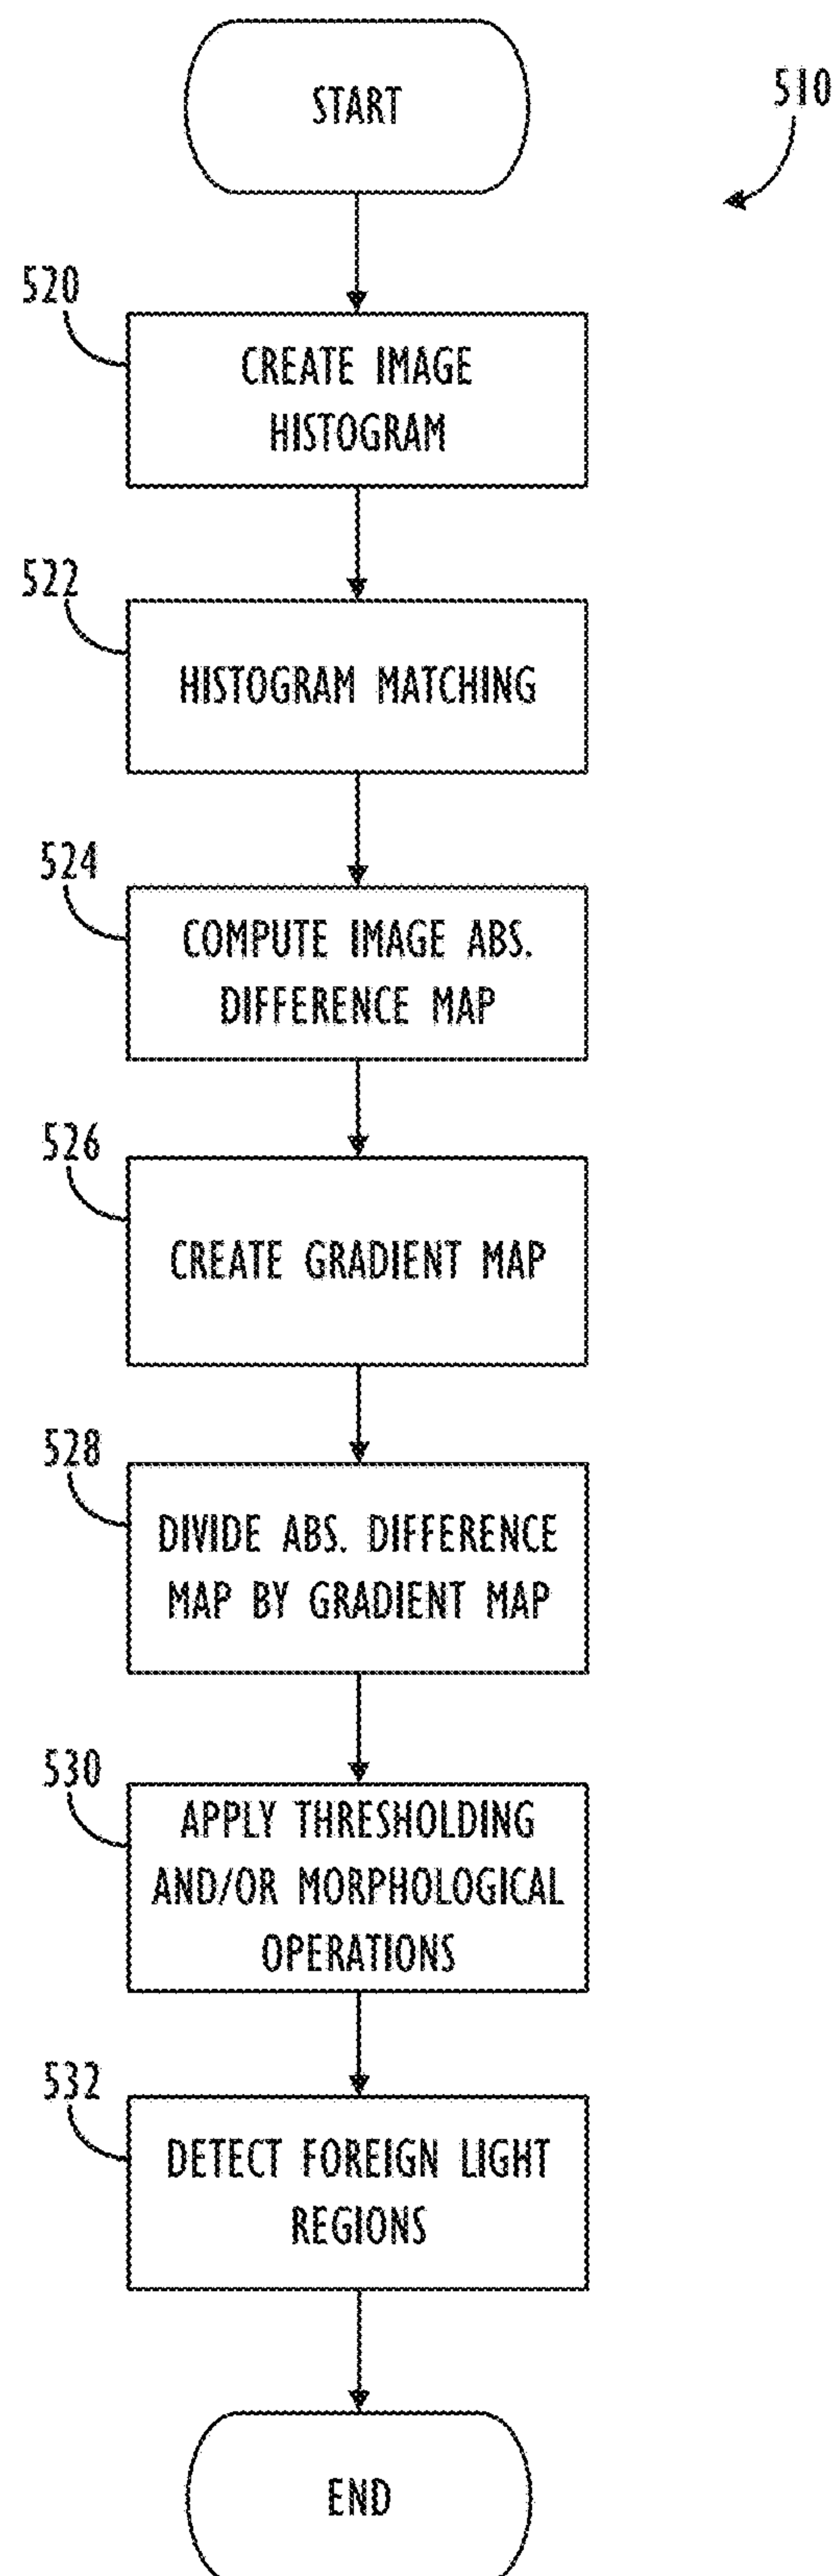 START
510
520
CREATE IMAGE
HISTOGRAM
522
HISTOGRAM MATCHING
524
COMPUTE IMAGE ABS.
DIFFERENCE MAP
526
CREATE GRADIENT MAP
528
DIVIDE ABS. DIFFERENCE
MAP BY GRADIENT MAP
530
APPLY THRESHOLDING
AND/OR MORPHOLOGICAL
OPERATIONS
532
DETECT FOREIGN LIGHT
REGIONS
END